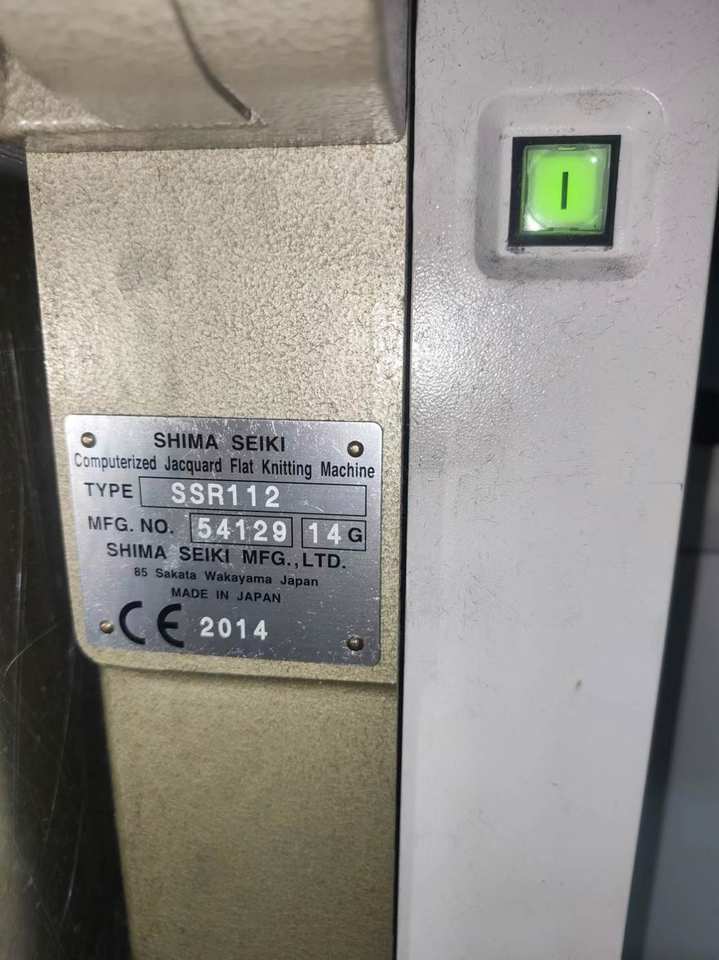 SHIMA SEIKI
Computerized Jacquard Flat Knitting Machine
TYPE SSR112
MFG. NO. 54129 14 G
SHIMA SEIKI MFG.,LTD.
85 Sakata Wakayama Japan
MADE IN JAPAN
CE 2014
I